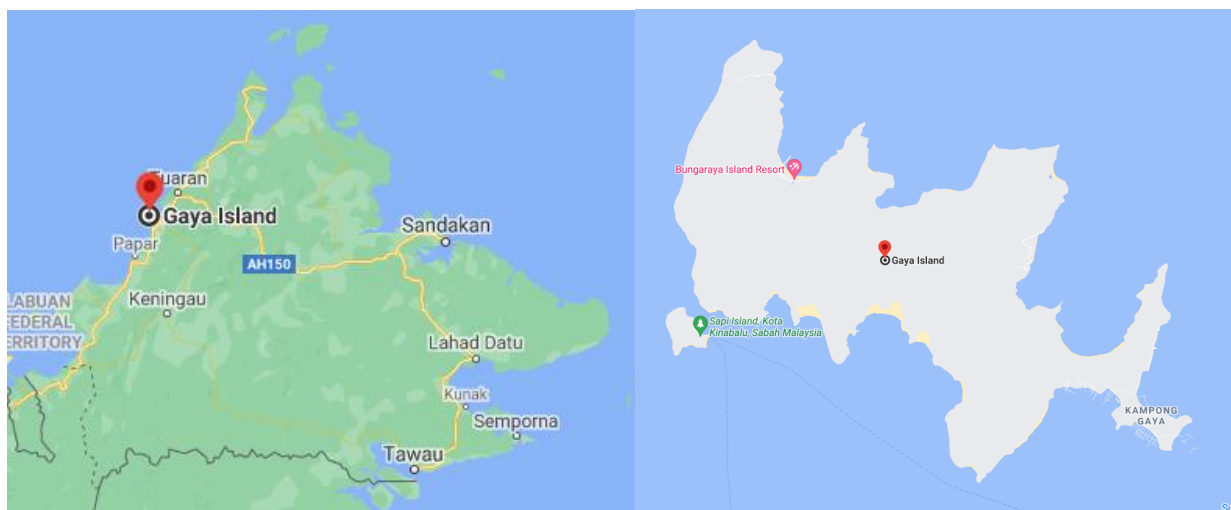 Tuaran
Gaya Island
Papar
Sandakan
AH150
Keningau
LABUAN
FEDERAL
ERRITORY
Lahad Datu
Kunak
Semporna
Tawau
Bungaraya Island Resort
Gaya Island
Sapi Island, Kota
Kinabalu, Sabah Malaysia
KAMPONG
GAYA
S